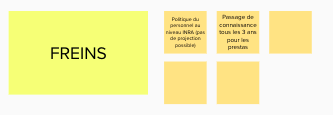 FREINS
Politique du
personnel au
niveau INRA (pas
de projection
possible)
Passage de
connaissance
tous les 3 ans
pour les
prestas